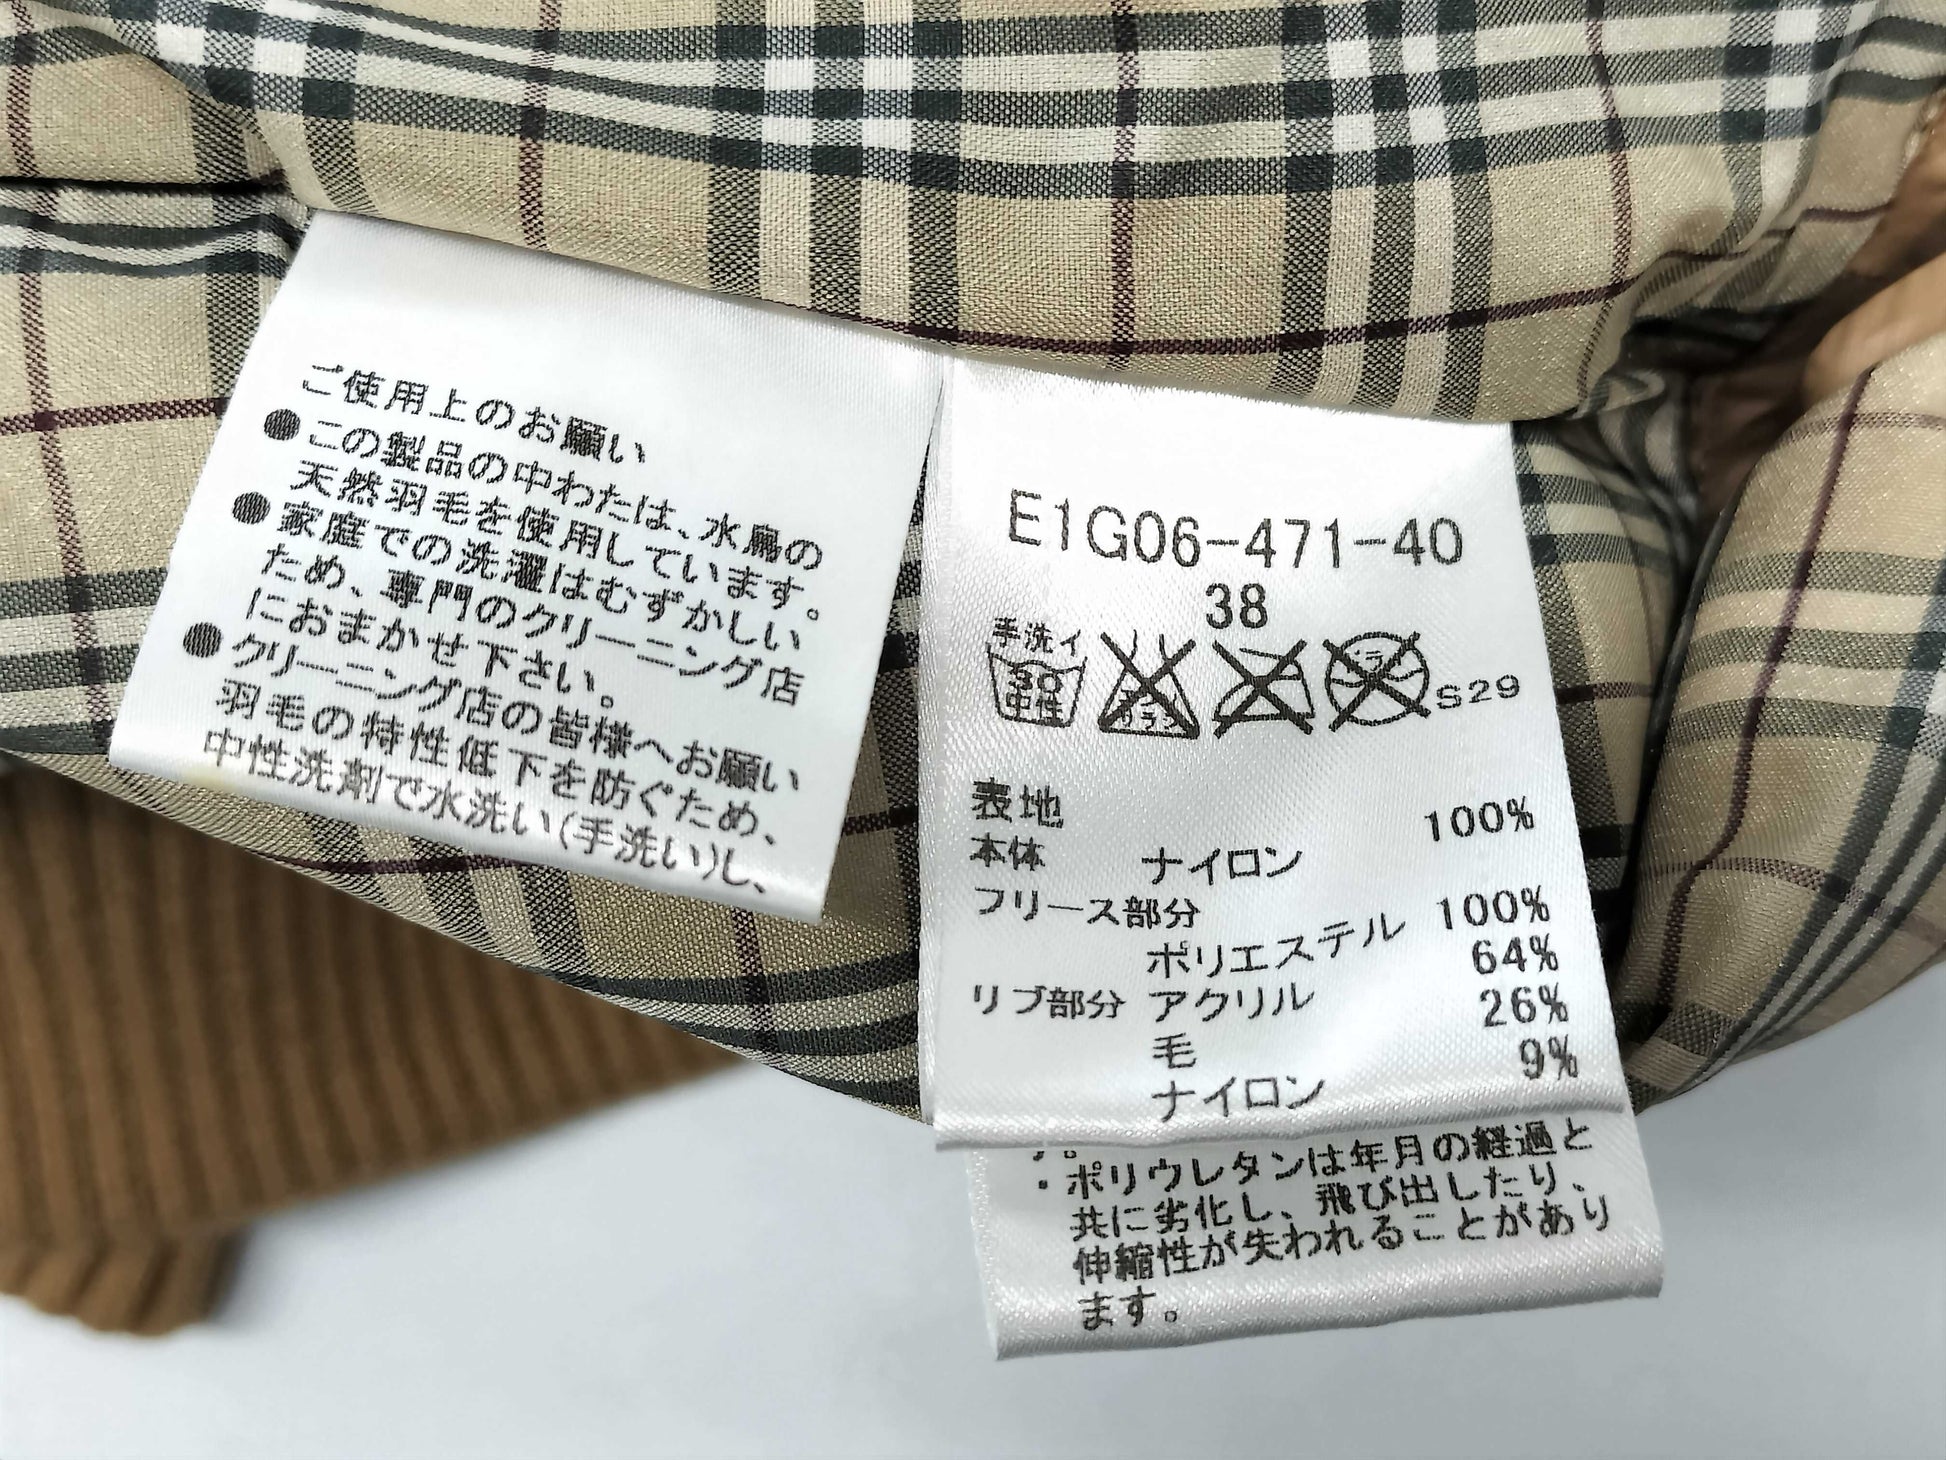 ご使用上のお願い
●この製品の中わたは、水鳥の
天然羽毛を使用しています。
●家庭での洗濯はむずかしい
ため、専門のクリーニング店
におまかせ下さい。
●クリーニング店の皆様へお願い
羽毛の特性低下を防ぐため、
中性洗剤で水洗い(手洗い)し、
E1G06-471-40
38
手洗イ
30
中性
S29
表地
本体 ナイロン 100%
フリース部分
ポリエステル 100%
リブ部分 アクリル 64%
毛 26%
ナイロン 9%
・ポリウレタンは年月の経過と
共に劣化し、飛び出したり、
伸縮性が失われることがあり
ます。